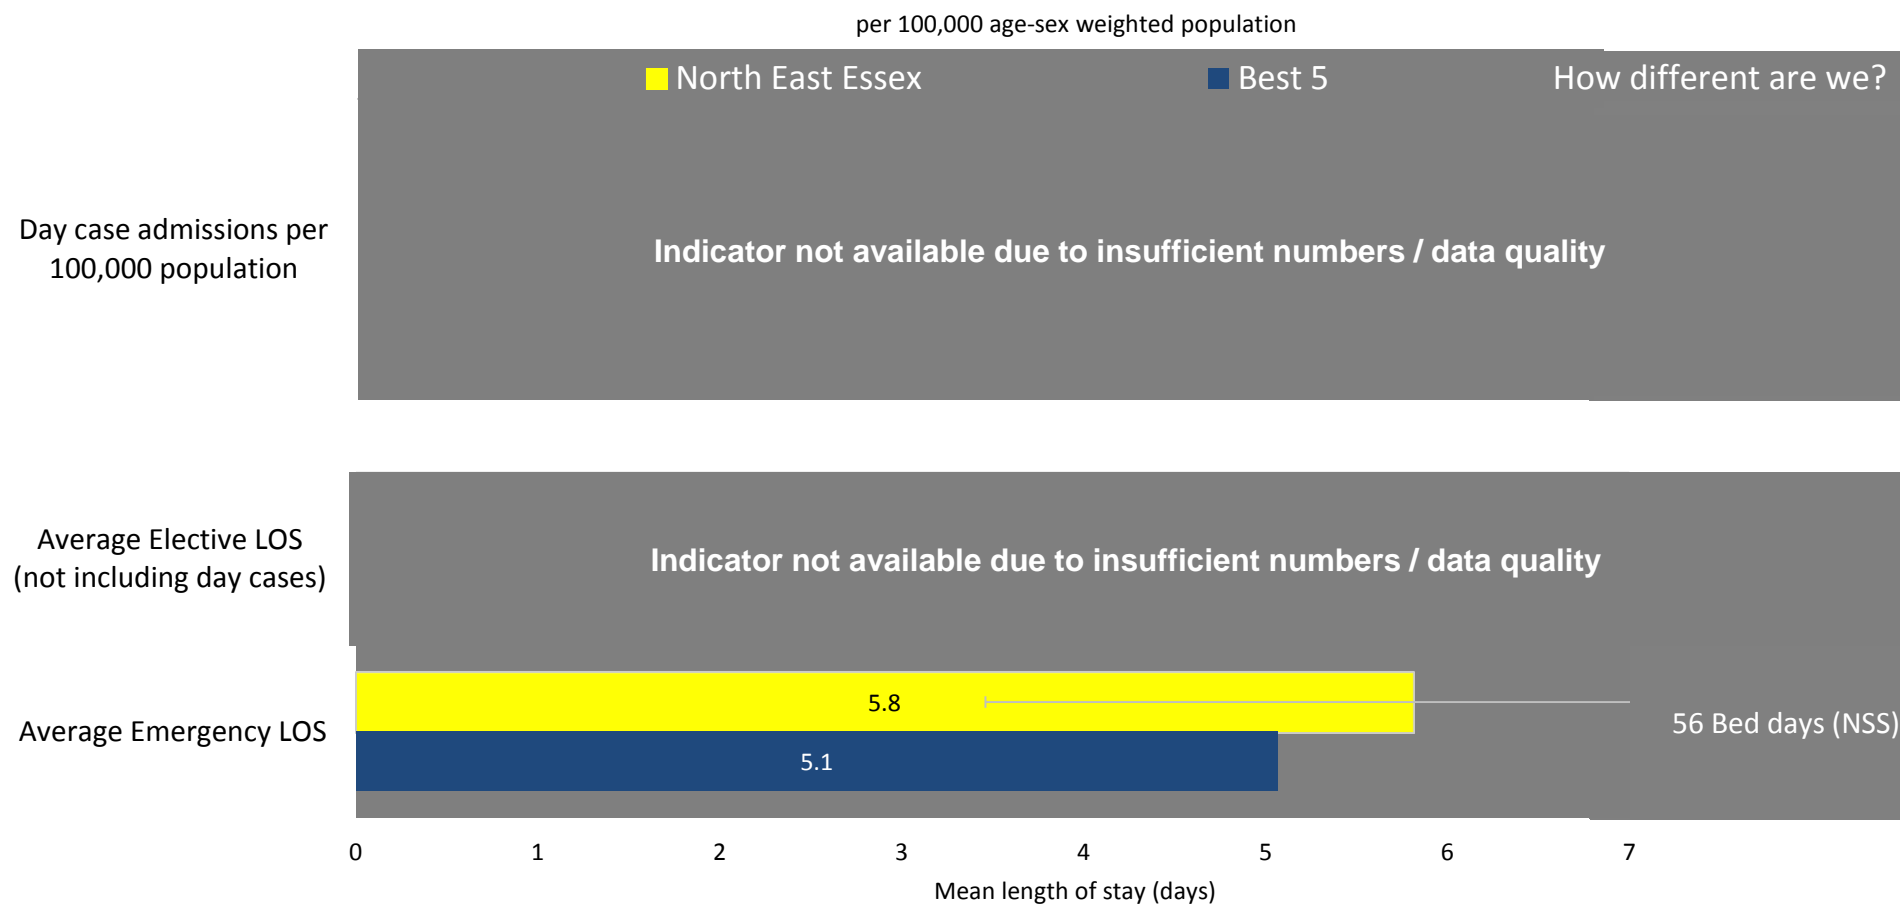 per 100,000 age-sex weighted population
North East Essex
Best 5
How different are we?
Day case admissions per
100,000 population
Indicator not available due to insufficient numbers / data quality
Average Elective LOS
(not including day cases)
Indicator not available due to insufficient numbers / data quality
Average Emergency LOS
5.8
5.1
56 Bed days (NSS)
0 1 2 3 4 5 6 7
Mean length of stay (days)